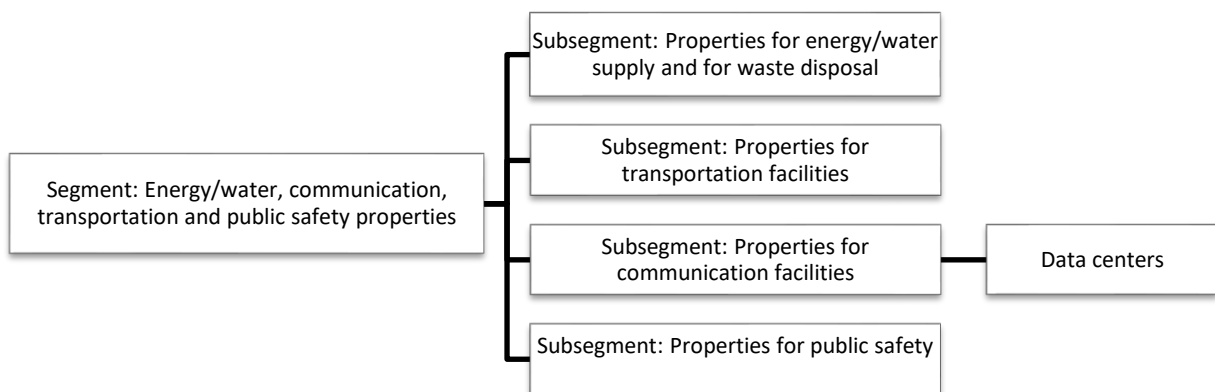 Subsegment: Properties for energy/water
supply and for waste disposal
Subsegment: Properties for
transportation facilities
Segment: Energy/water, communication,
transportation and public safety properties
Subsegment: Properties for
communication facilities
Data centers
Subsegment: Properties for public safety